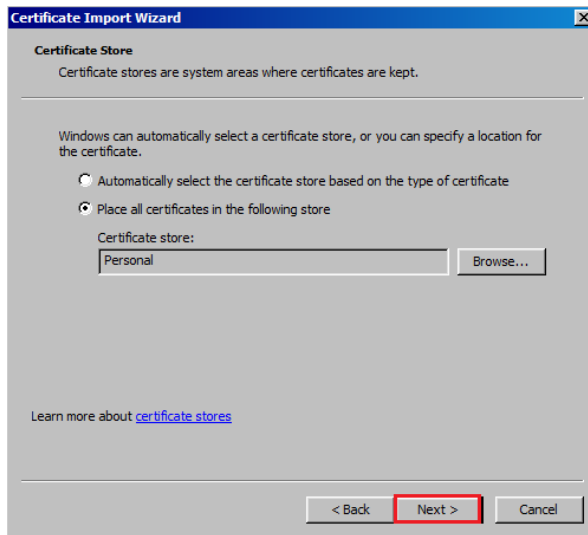 Certificate Import Wizard
Certificate Store
Certificate stores are system areas where certificates are kept.
Windows can automatically select a certificate store, or you can specify a location for
the certificate.
Automatically select the certificate store based on the type of certificate
Place all certificates in the following store
Certificate store:
Personal
Browse...
Learn more about certificate stores
< Back
Next >
Cancel